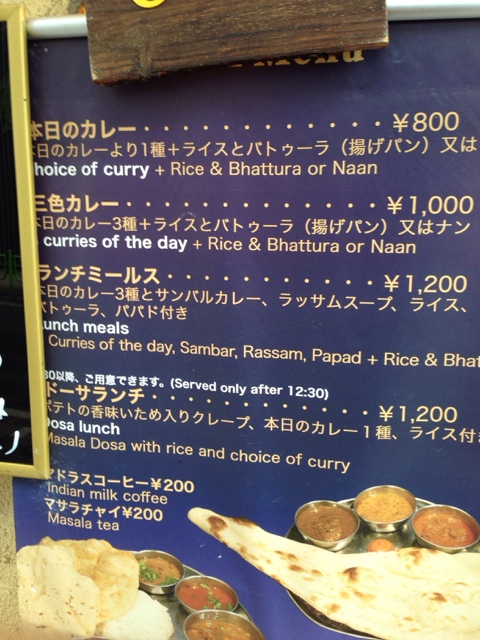 Menu
本日のカレー・・・・・・・・・・・・¥800
本日のカレーより1種＋ライスとバトゥーラ（揚げパン）又は
choice of curry + Rice & Bhattura or Naan
三色カレー・・・・・・・・・・・・・¥1,000
本日のカレー3種＋ライスとバトゥーラ（揚げパン）又はナン
curries of the day + Rice & Bhattura or Naan
ランチミールス・・・・・・・・・・・¥1,200
本日のカレー3種とサンバルカレー、ラッサムスープ、ライス、
バトゥーラ、パパド付き
Lunch meals
Curries of the day, Sambar, Rassam, Papad + Rice & Bhat
30以降、ご用意できます。(Served only after 12:30)
ドーサランチ・・・・・・・・・・・・¥1,200
ポテトの香味いため入りクレープ、本日のカレー１種、ライス付
Dosa lunch
Masala Dosa with rice and choice of curry
マドラスコーヒー¥200
Indian milk coffee
マサラチャイ¥200
Masala tea